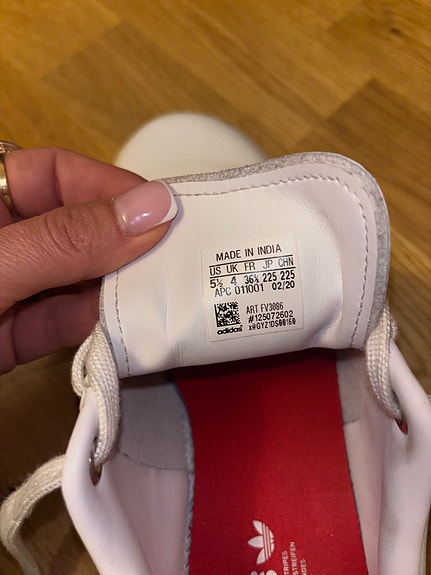 MADE IN INDIA
US UK FR JP CHN
5½ 4 36⅔ 225 225
APC 011001 02/20
ART FV3086
#125072602
adidas
STREIFEN